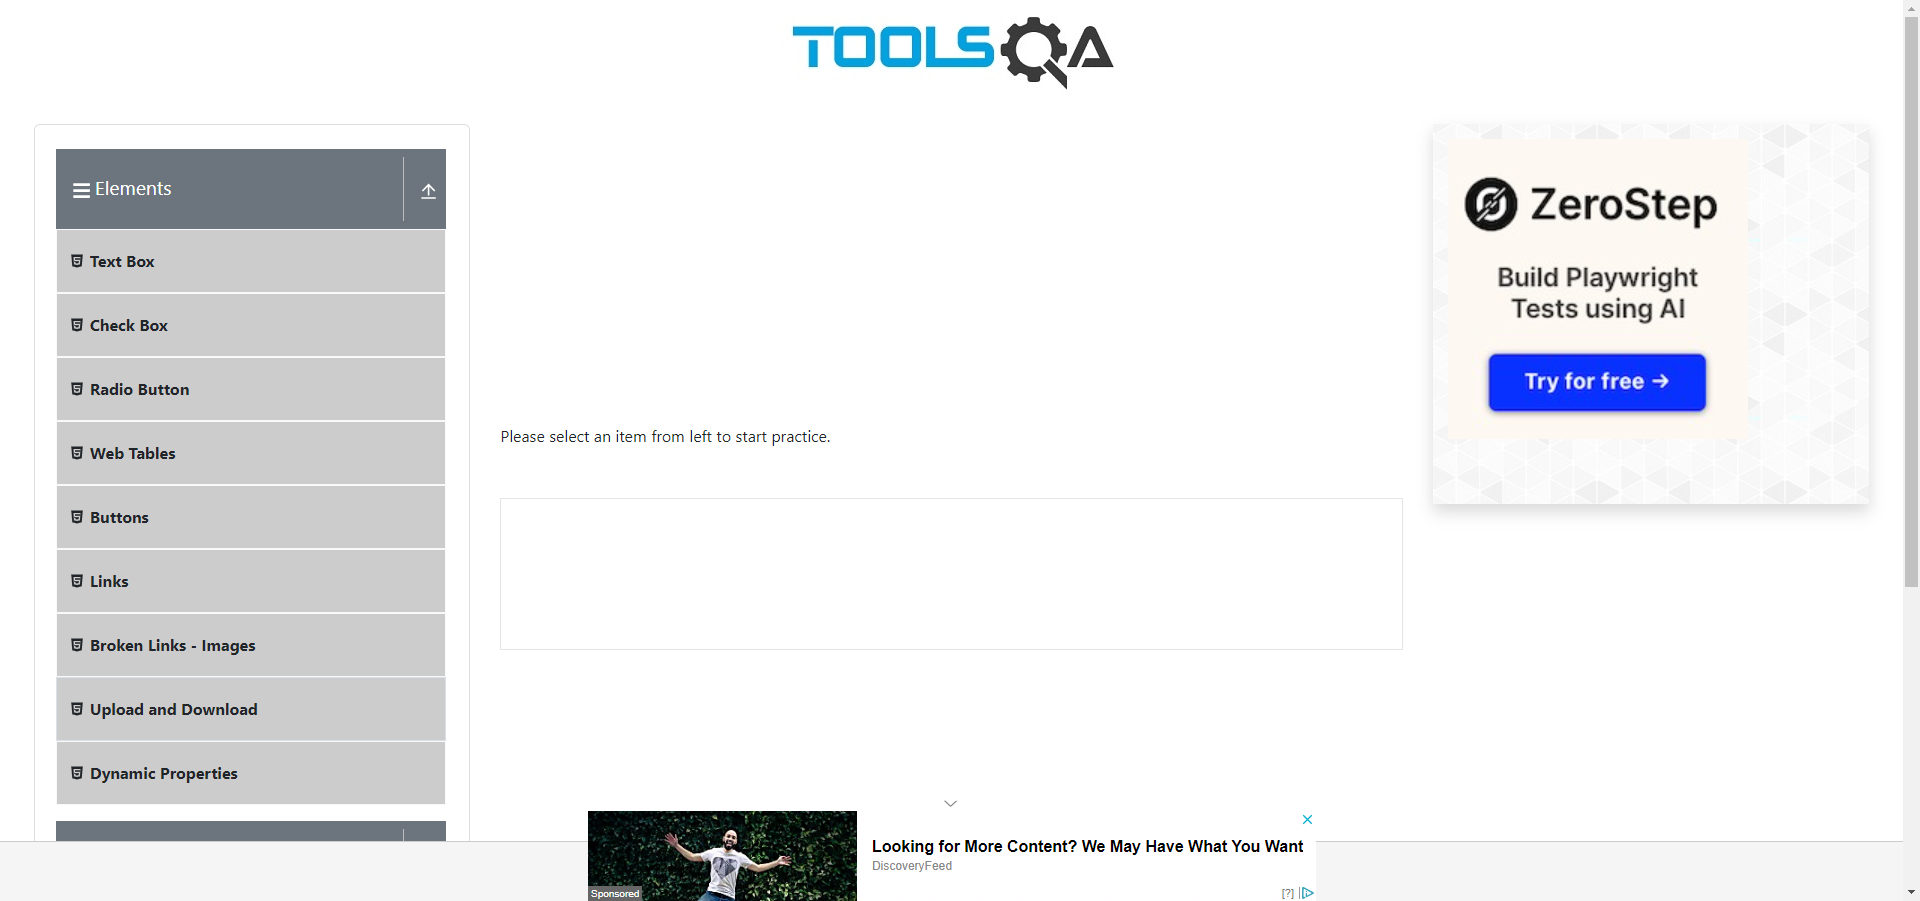 TOOLSQA
Elements
Text Box
Check Box
Radio Button
Web Tables
Buttons
Links
Broken Links - Images
Upload and Download
Dynamic Properties
Please select an item from left to start practice.
ZeroStep
Build Playwright
Tests using AI
Try for free →
Looking for More Content? We May Have What You Want
DiscoveryFeed
Sponsored
[?]